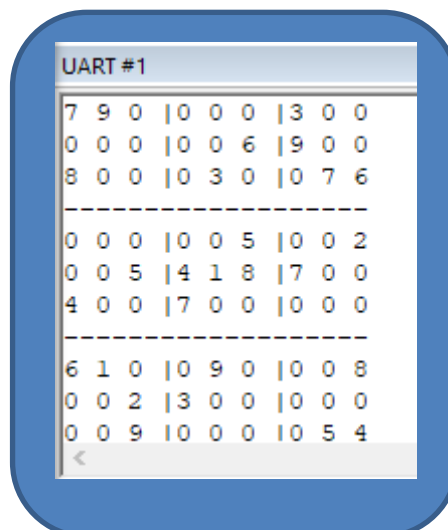 UART #1
7 9 0 |0 0 0 |3 0 0
0 0 0 |0 0 6 |9 0 0
8 0 0 |0 3 0 |0 7 6
---------------------
0 0 0 |0 0 5 |0 0 2
0 0 5 |4 1 8 |7 0 0
4 0 0 |7 0 0 |0 0 0
---------------------
6 1 0 |0 9 0 |0 0 8
0 0 2 |3 0 0 |0 0 0
0 0 9 |0 0 0 |0 5 4